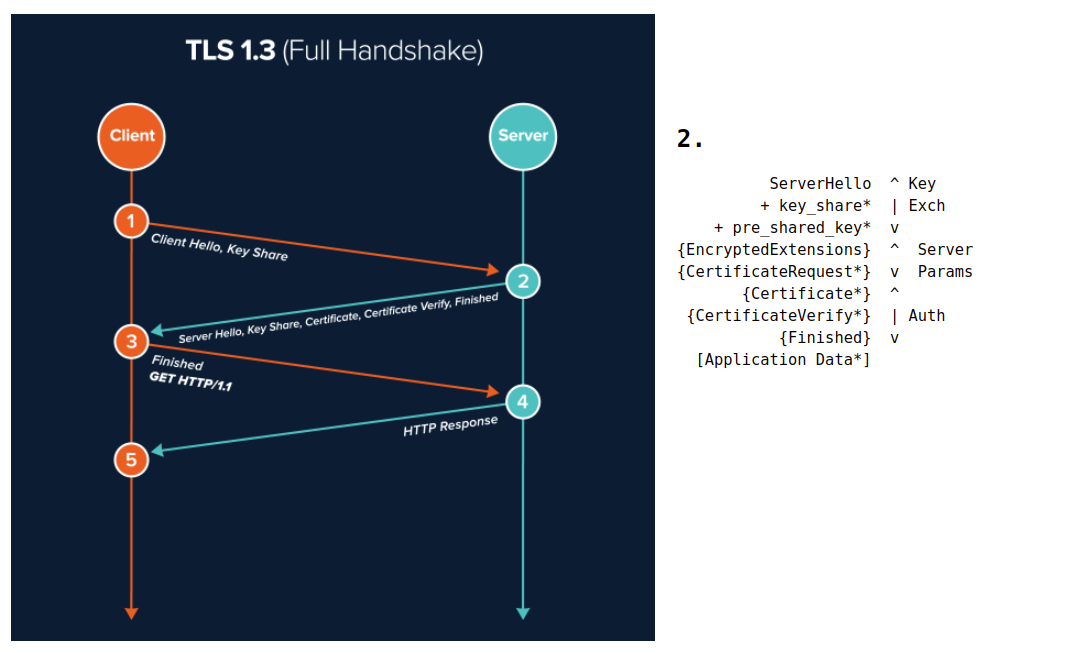 TLS 1.3 (Full Handshake)
Client
Server
1
Client Hello, Key Share
2
Server Hello, Key Share, Certificate, Certificate Verify, Finished
3
Finished
GET HTTP/1.1
4
HTTP Response
5
2.
ServerHello ^ Key
+ key_share* | Exch
+ pre_shared_key* v
{EncryptedExtensions} ^ Server
{CertificateRequest*} v Params
{Certificate*} ^
{CertificateVerify*} | Auth
{Finished} v
[Application Data*]